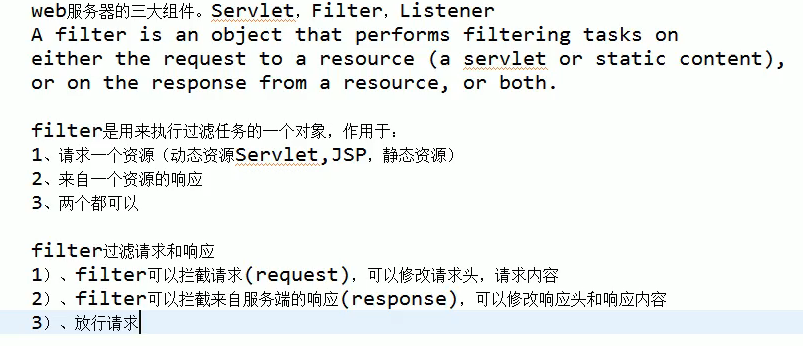 web服务器的三大组件。Servlet，Filter，Listener
A filter is an object that performs filtering tasks on
either the request to a resource (a servlet or static content),
or on the response from a resource, or both.
filter是用来执行过滤任务的一个对象，作用于：
1、请求一个资源（动态资源Servlet,JSP，静态资源）
2、来自一个资源的响应
3、两个都可以
filter过滤请求和响应
1）、filter可以拦截请求(request)，可以修改请求头，请求内容
2）、filter可以拦截来自服务端的响应(response)，可以修改响应头和响应内容
3）、放行请求